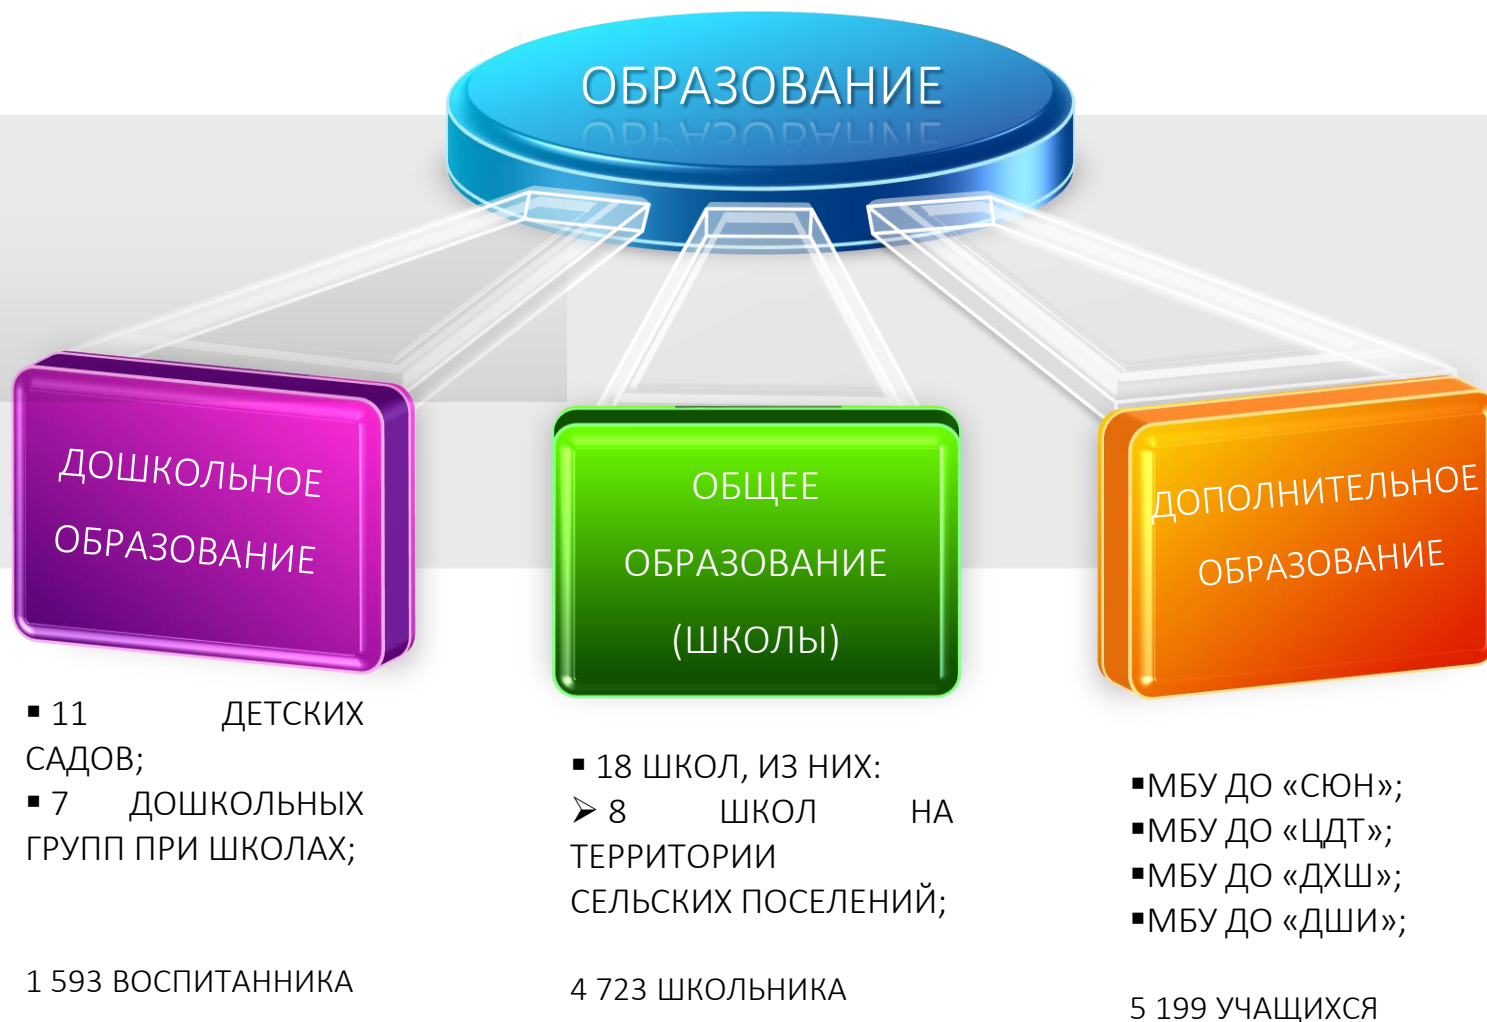 ОБРАЗОВАНИЕ
ДОШКОЛЬНОЕ
ОБРАЗОВАНИЕ
▪ 11 ДЕТСКИХ
САДОВ;
▪ 7 ДОШКОЛЬНЫХ
ГРУПП ПРИ ШКОЛАХ;
1 593 ВОСПИТАННИКА
ОБЩЕЕ
ОБРАЗОВАНИЕ
(ШКОЛЫ)
▪ 18 ШКОЛ, ИЗ НИХ:
➢ 8 ШКОЛ НА
ТЕРРИТОРИИ
СЕЛЬСКИХ ПОСЕЛЕНИЙ;
4 723 ШКОЛЬНИКА
ДОПОЛНИТЕЛЬНОЕ
ОБРАЗОВАНИЕ
▪МБУ ДО «СЮН»;
▪МБУ ДО «ЦДТ»;
▪МБУ ДО «ДХШ»;
▪МБУ ДО «ДШИ»;
5 199 УЧАЩИХСЯ